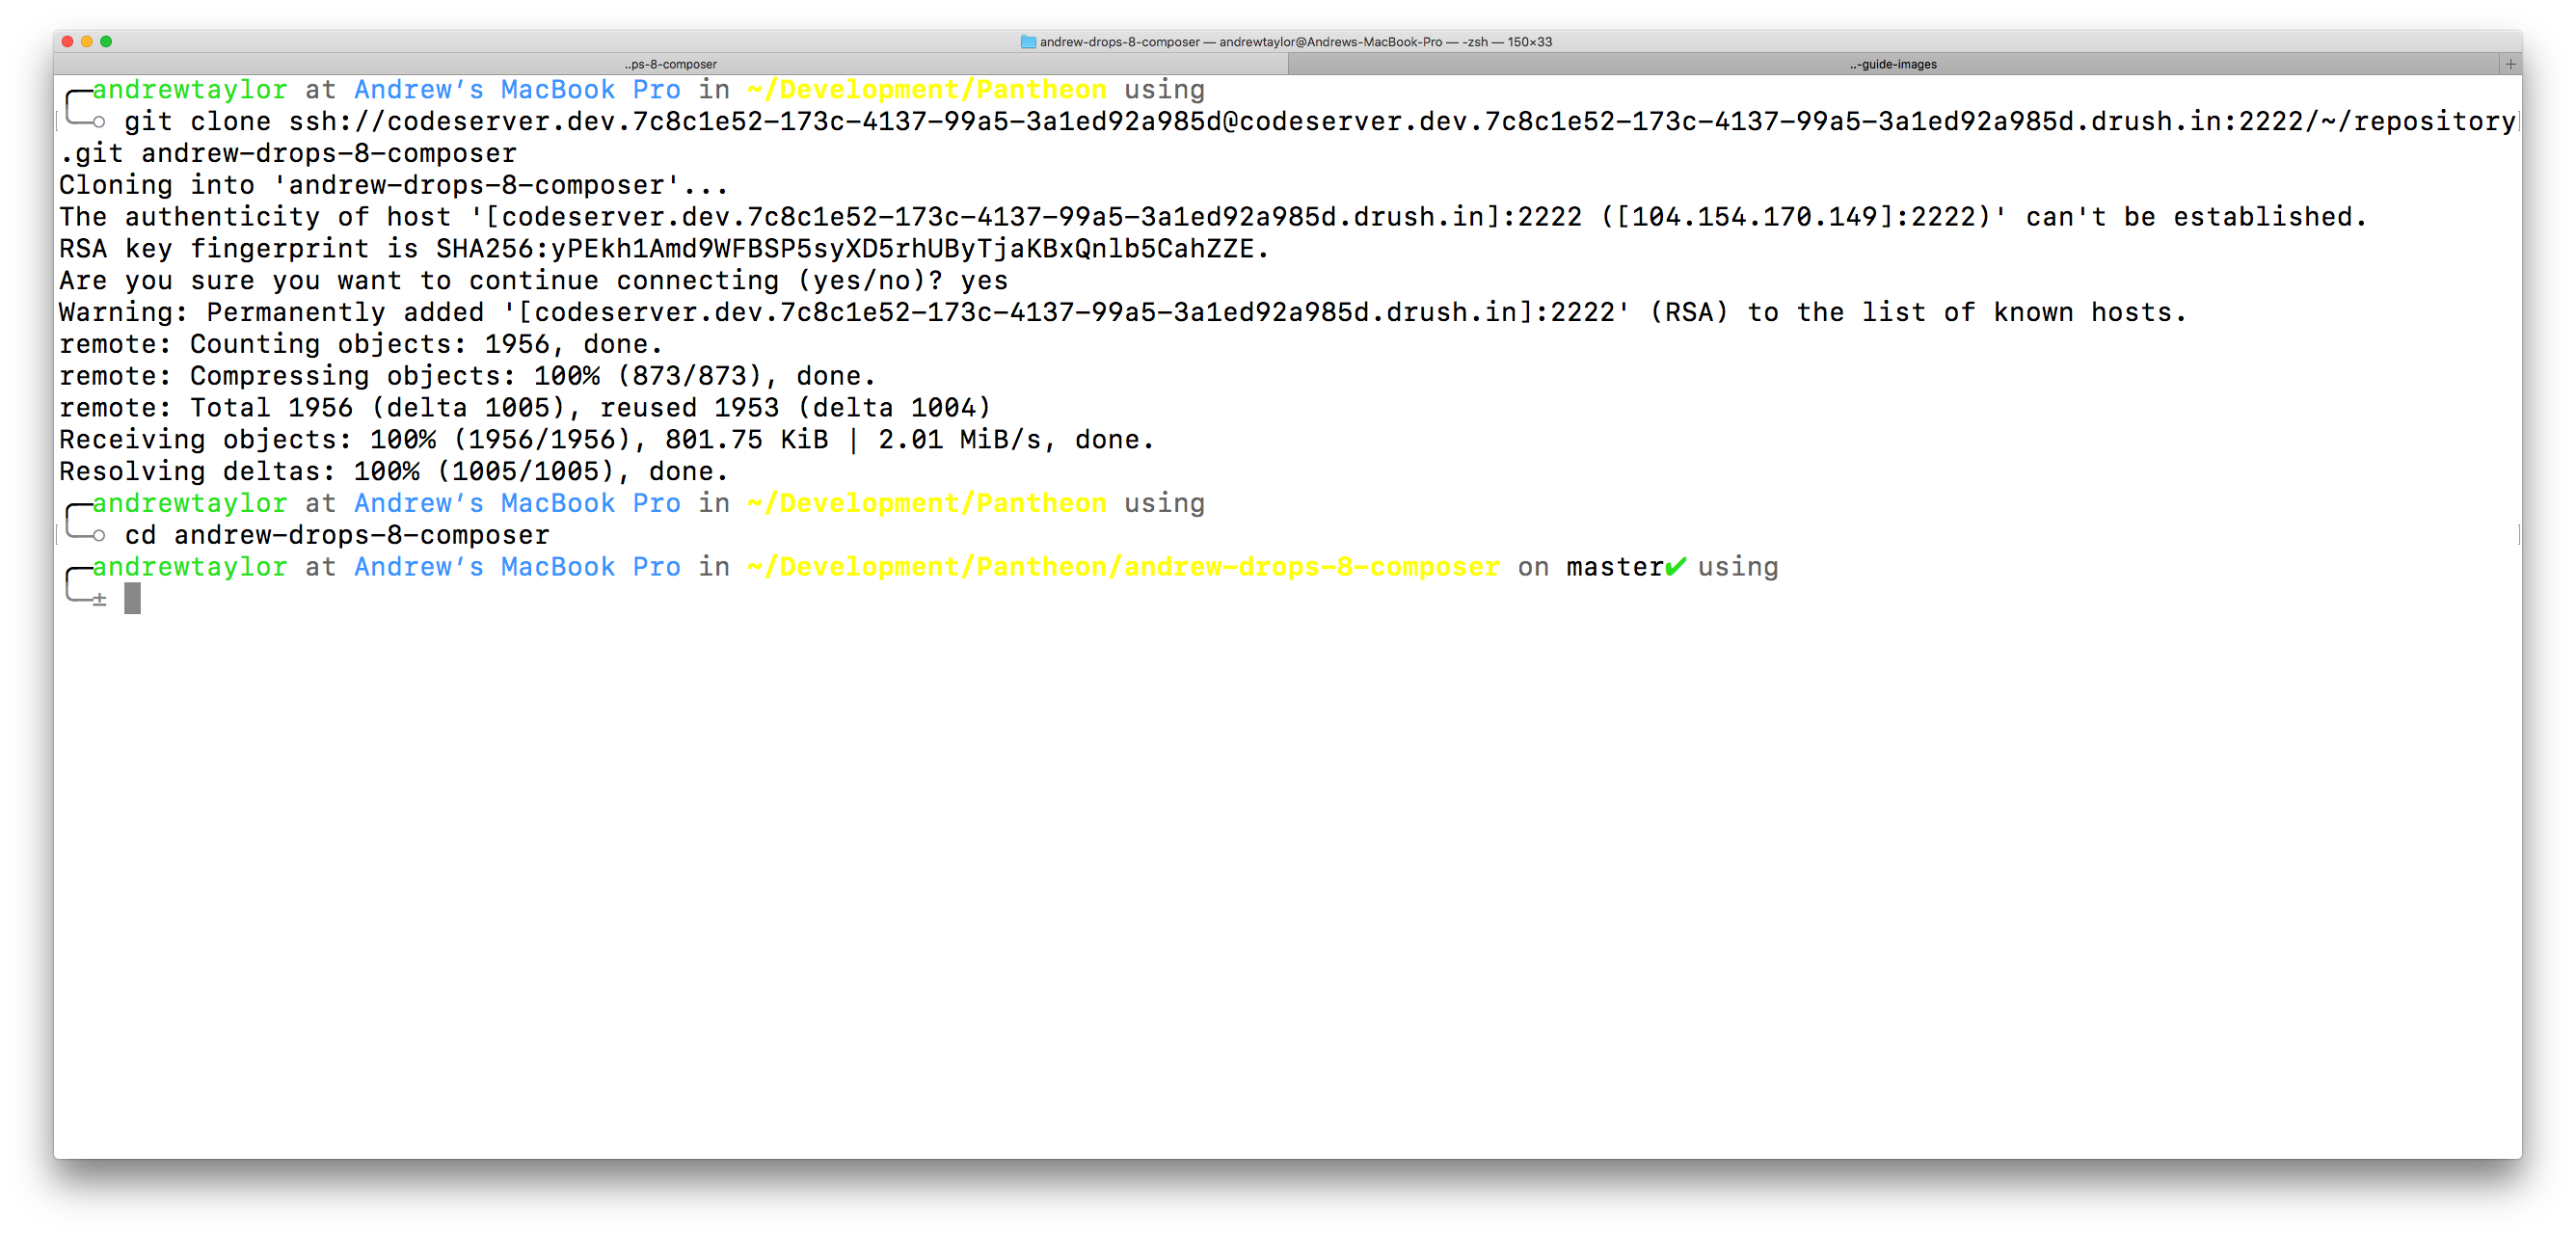 andrew-drops-8-composer — andrewtaylor@Andrews-MacBook-Pro — -zsh — 150×33
..ps-8-composer
..-guide-images
+
andrewtaylor at Andrew’s MacBook Pro in ~/Development/Pantheon using
git clone ssh://codeserver.dev.7c8c1e52-173c-4137-99a5-3a1ed92a985d@codeserver.dev.7c8c1e52-173c-4137-99a5-3a1ed92a985d.drush.in:2222/~/repository
.git andrew-drops-8-composer
Cloning into 'andrew-drops-8-composer'...
The authenticity of host '[codeserver.dev.7c8c1e52-173c-4137-99a5-3a1ed92a985d.drush.in]:2222 ([104.154.170.149]:2222)' can't be established.
RSA key fingerprint is SHA256:yPEkh1Amd9WFBSP5syXD5rhUByTjaKBxQnlb5CahZZE.
Are you sure you want to continue connecting (yes/no)? yes
Warning: Permanently added '[codeserver.dev.7c8c1e52-173c-4137-99a5-3a1ed92a985d.drush.in]:2222' (RSA) to the list of known hosts.
remote: Counting objects: 1956, done.
remote: Compressing objects: 100% (873/873), done.
remote: Total 1956 (delta 1005), reused 1953 (delta 1004)
Receiving objects: 100% (1956/1956), 801.75 KiB | 2.01 MiB/s, done.
Resolving deltas: 100% (1005/1005), done.
andrewtaylor at Andrew’s MacBook Pro in ~/Development/Pantheon using
cd andrew-drops-8-composer
andrewtaylor at Andrew’s MacBook Pro in ~/Development/Pantheon/andrew-drops-8-composer on master✔ using
±